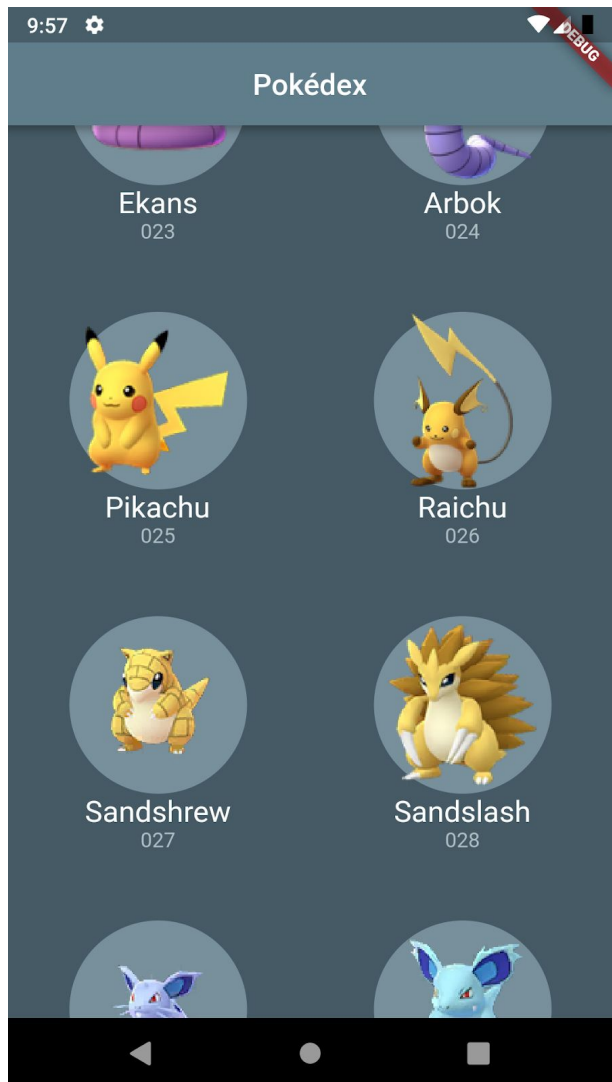 9:57
DEBUG
Pokédex
Ekans
Arbok
023
024
Pikachu
Raichu
025
026
Sandshrew
Sandslash
027
028